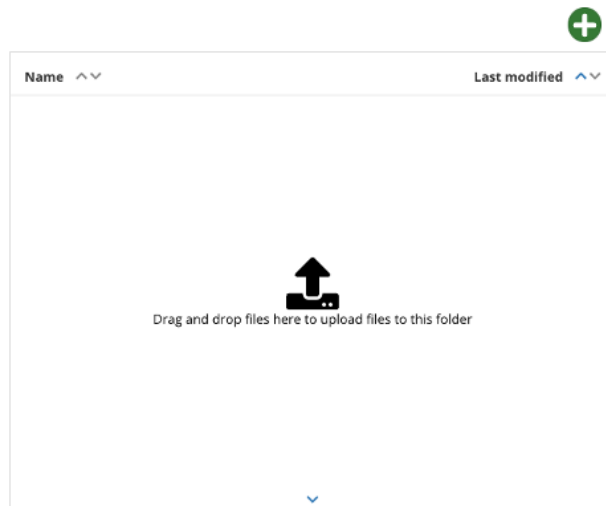 Name
Last modified
Drag and drop files here to upload files to this folder